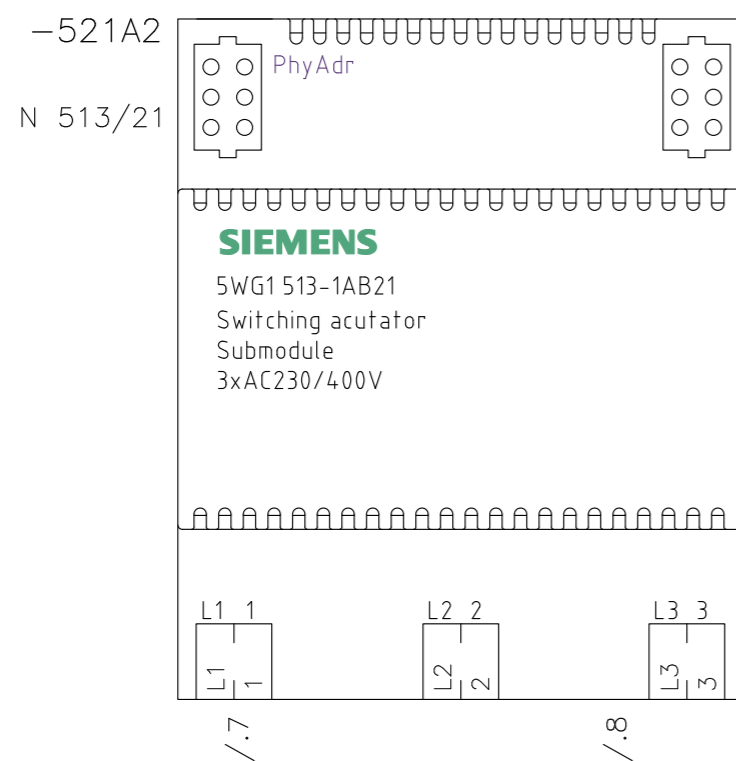 -521A2
PhyAdr
N 513/21
SIEMENS
5WG1 513-1AB21
Switching acutator
Submodule
3xAC230/400V
L1 1
L2 2
L3 3
L1 1
L2 2
L3 3
/.7
/.8